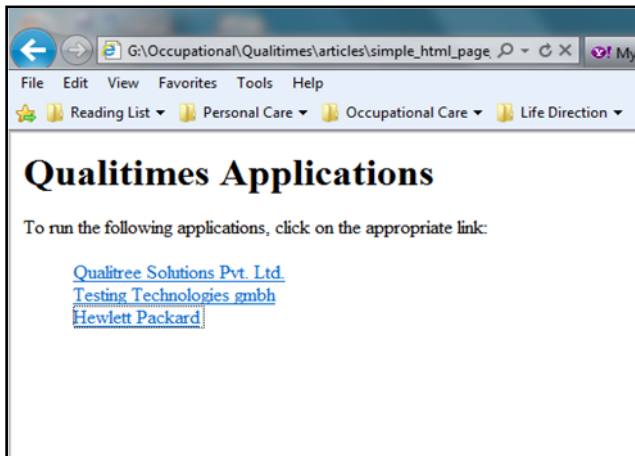 G:\Occupational\Qualitimes\articles\simple_html_page
My
File Edit View Favorites Tools Help
Reading List Personal Care Occupational Care Life Direction
Qualitimes Applications
To run the following applications, click on the appropriate link:
Qualitree Solutions Pvt. Ltd.
Testing Technologies gmbh
Hewlett Packard